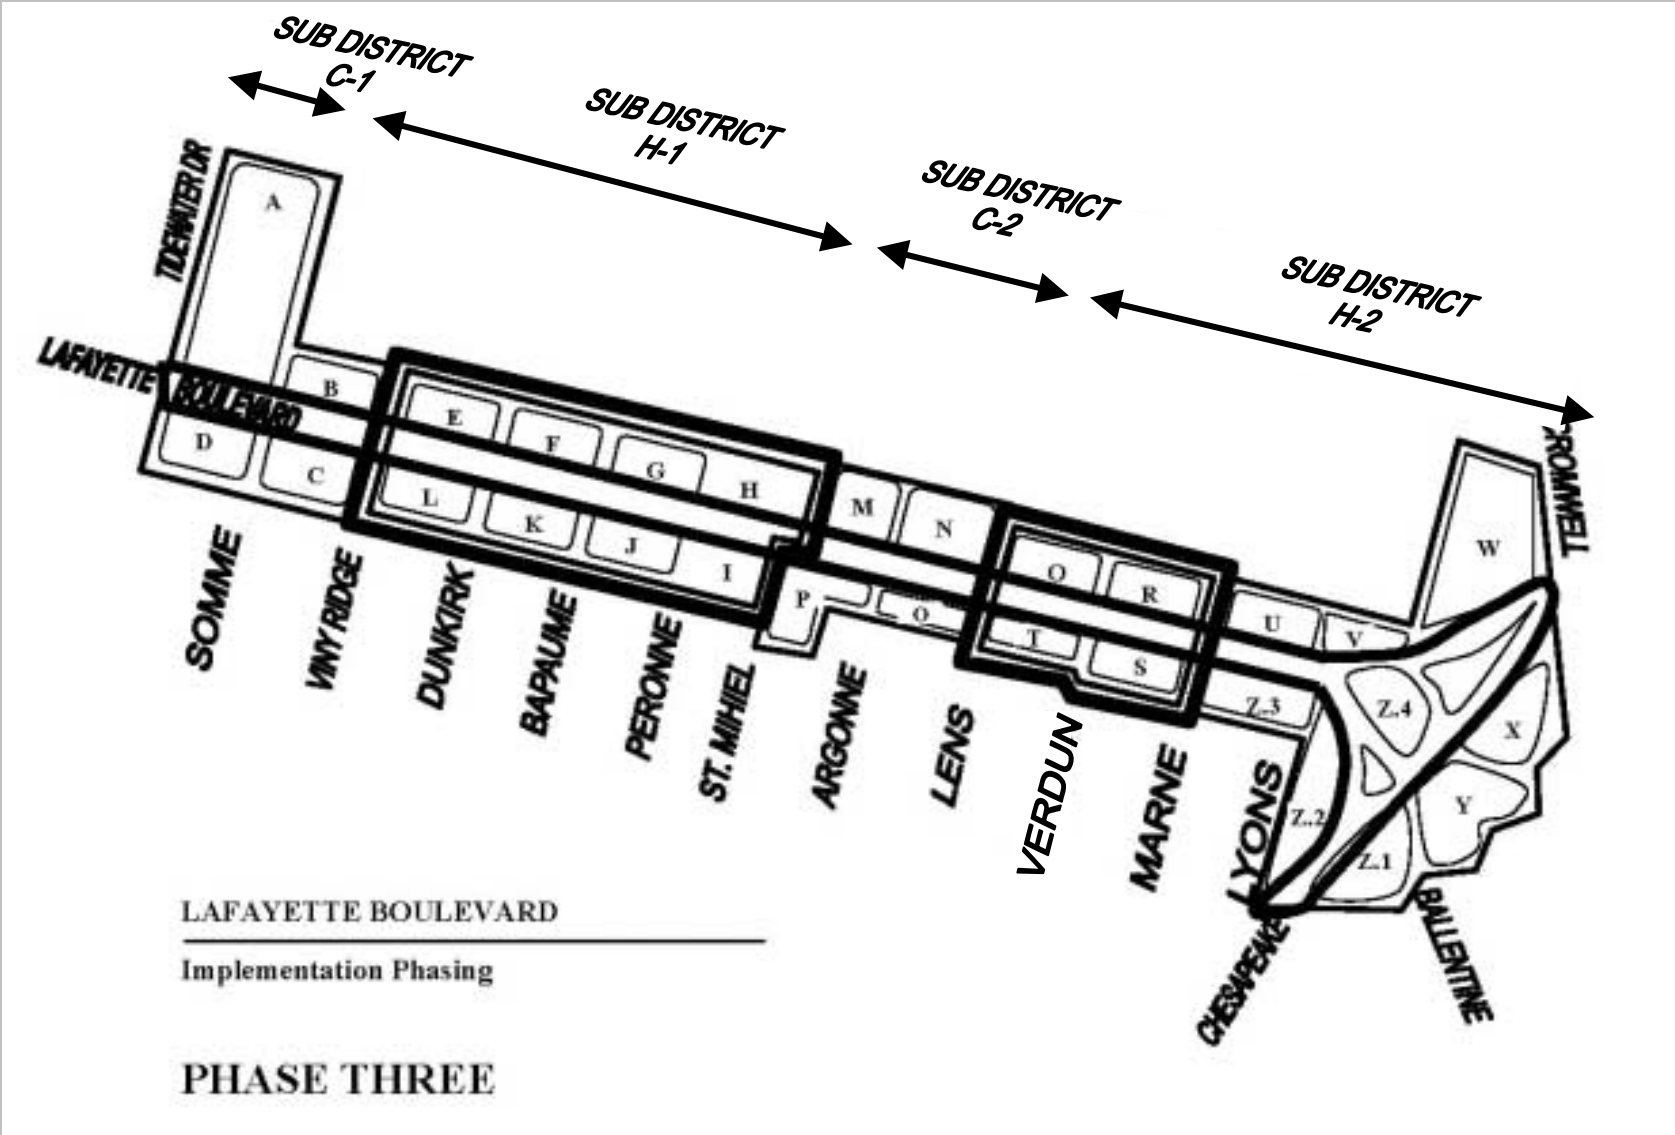 SUB DISTRICT
C-1
SUB DISTRICT
H-1
SUB DISTRICT
C-2
SUB DISTRICT
H-2
TIDEWATER DR
A
LAFAYETTE BOULEVARD
B
D
C
E
F
G
H
L
K
J
I
M
N
P
O
Q
R
T
S
U
V
W
X
Y
Z.3
Z.4
Z.2
Z.1
CROMWELL
SOMME
VINY RIDGE
DUNKIRK
BAPAUME
PERONNE
ST. MIHIEL
ARGONNE
LENS
VERDUN
MARNE
LYONS
CHESAPEAKE
BALLENTINE
LAFAYETTE BOULEVARD
Implementation Phasing
PHASE THREE